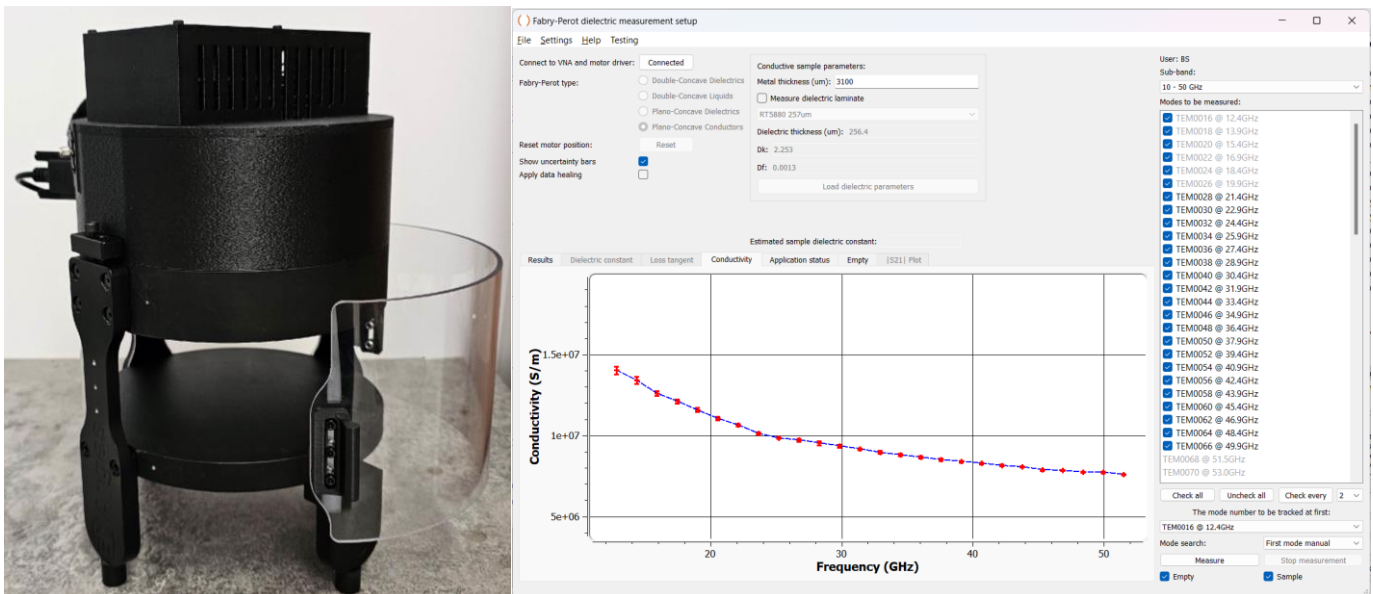 Fabry-Perot dielectric measurement setup
File Settings Help Testing
Connect to VNA and motor driver: Connected
Fabry-Perot type:
Double-Concave Dielectrics
Double-Concave Liquids
Plano-Concave Dielectrics
Plano-Concave Conductors
Reset motor position: Reset
Show uncertainty bars
Apply data healing
Conductive sample parameters:
Metal thickness (um): 3100
Measure dielectric laminate
RT5880 257um
Dielectric thickness (um): 256.4
Dk: 2.253
Df: 0.0013
Load dielectric parameters
Estimated sample dielectric constant:
Results Dielectric constant Loss tangent Conductivity Application status Empty |S21| Plot
Conductivity (S/m)
1.5e+07
1e+07
5e+06
20 30 40 50
Frequency (GHz)
User: BS
Sub-band:
10 - 50 GHz
Modes to be measured:
TEM0016 @ 12.4GHz
TEM0018 @ 13.9GHz
TEM0020 @ 15.4GHz
TEM0022 @ 16.9GHz
TEM0024 @ 18.4GHz
TEM0026 @ 19.9GHz
TEM0028 @ 21.4GHz
TEM0030 @ 22.9GHz
TEM0032 @ 24.4GHz
TEM0034 @ 25.9GHz
TEM0036 @ 27.4GHz
TEM0038 @ 28.9GHz
TEM0040 @ 30.4GHz
TEM0042 @ 31.9GHz
TEM0044 @ 33.4GHz
TEM0046 @ 34.9GHz
TEM0048 @ 36.4GHz
TEM0050 @ 37.9GHz
TEM0052 @ 39.4GHz
TEM0054 @ 40.9GHz
TEM0056 @ 42.4GHz
TEM0058 @ 43.9GHz
TEM0060 @ 45.4GHz
TEM0062 @ 46.9GHz
TEM0064 @ 48.4GHz
TEM0066 @ 49.9GHz
TEM0068 @ 51.5GHz
TEM0070 @ 53.0GHz
Check all Uncheck all Check every 2
The mode number to be tracked at first:
TEM0016 @ 12.4GHz
Mode search: First mode manual
Measure Stop measurement
Empty Sample